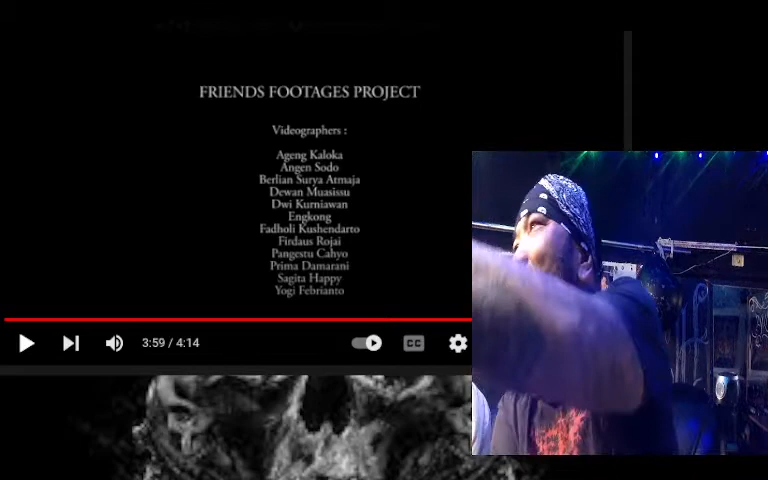 FRIENDS FOOTAGES PROJECT
Videographers :
Ageng Kaloka
Angen Sodo
Berlian Surya Atmaja
Dewan Muasissu
Dwi Kurniawan
Engkong
Fadholi Kushendarto
Firdaus Rojai
Pangestu Cahyo
Prima Damarani
Sagita Happy
Yogi Febrianto
3:59 / 4:14
CC